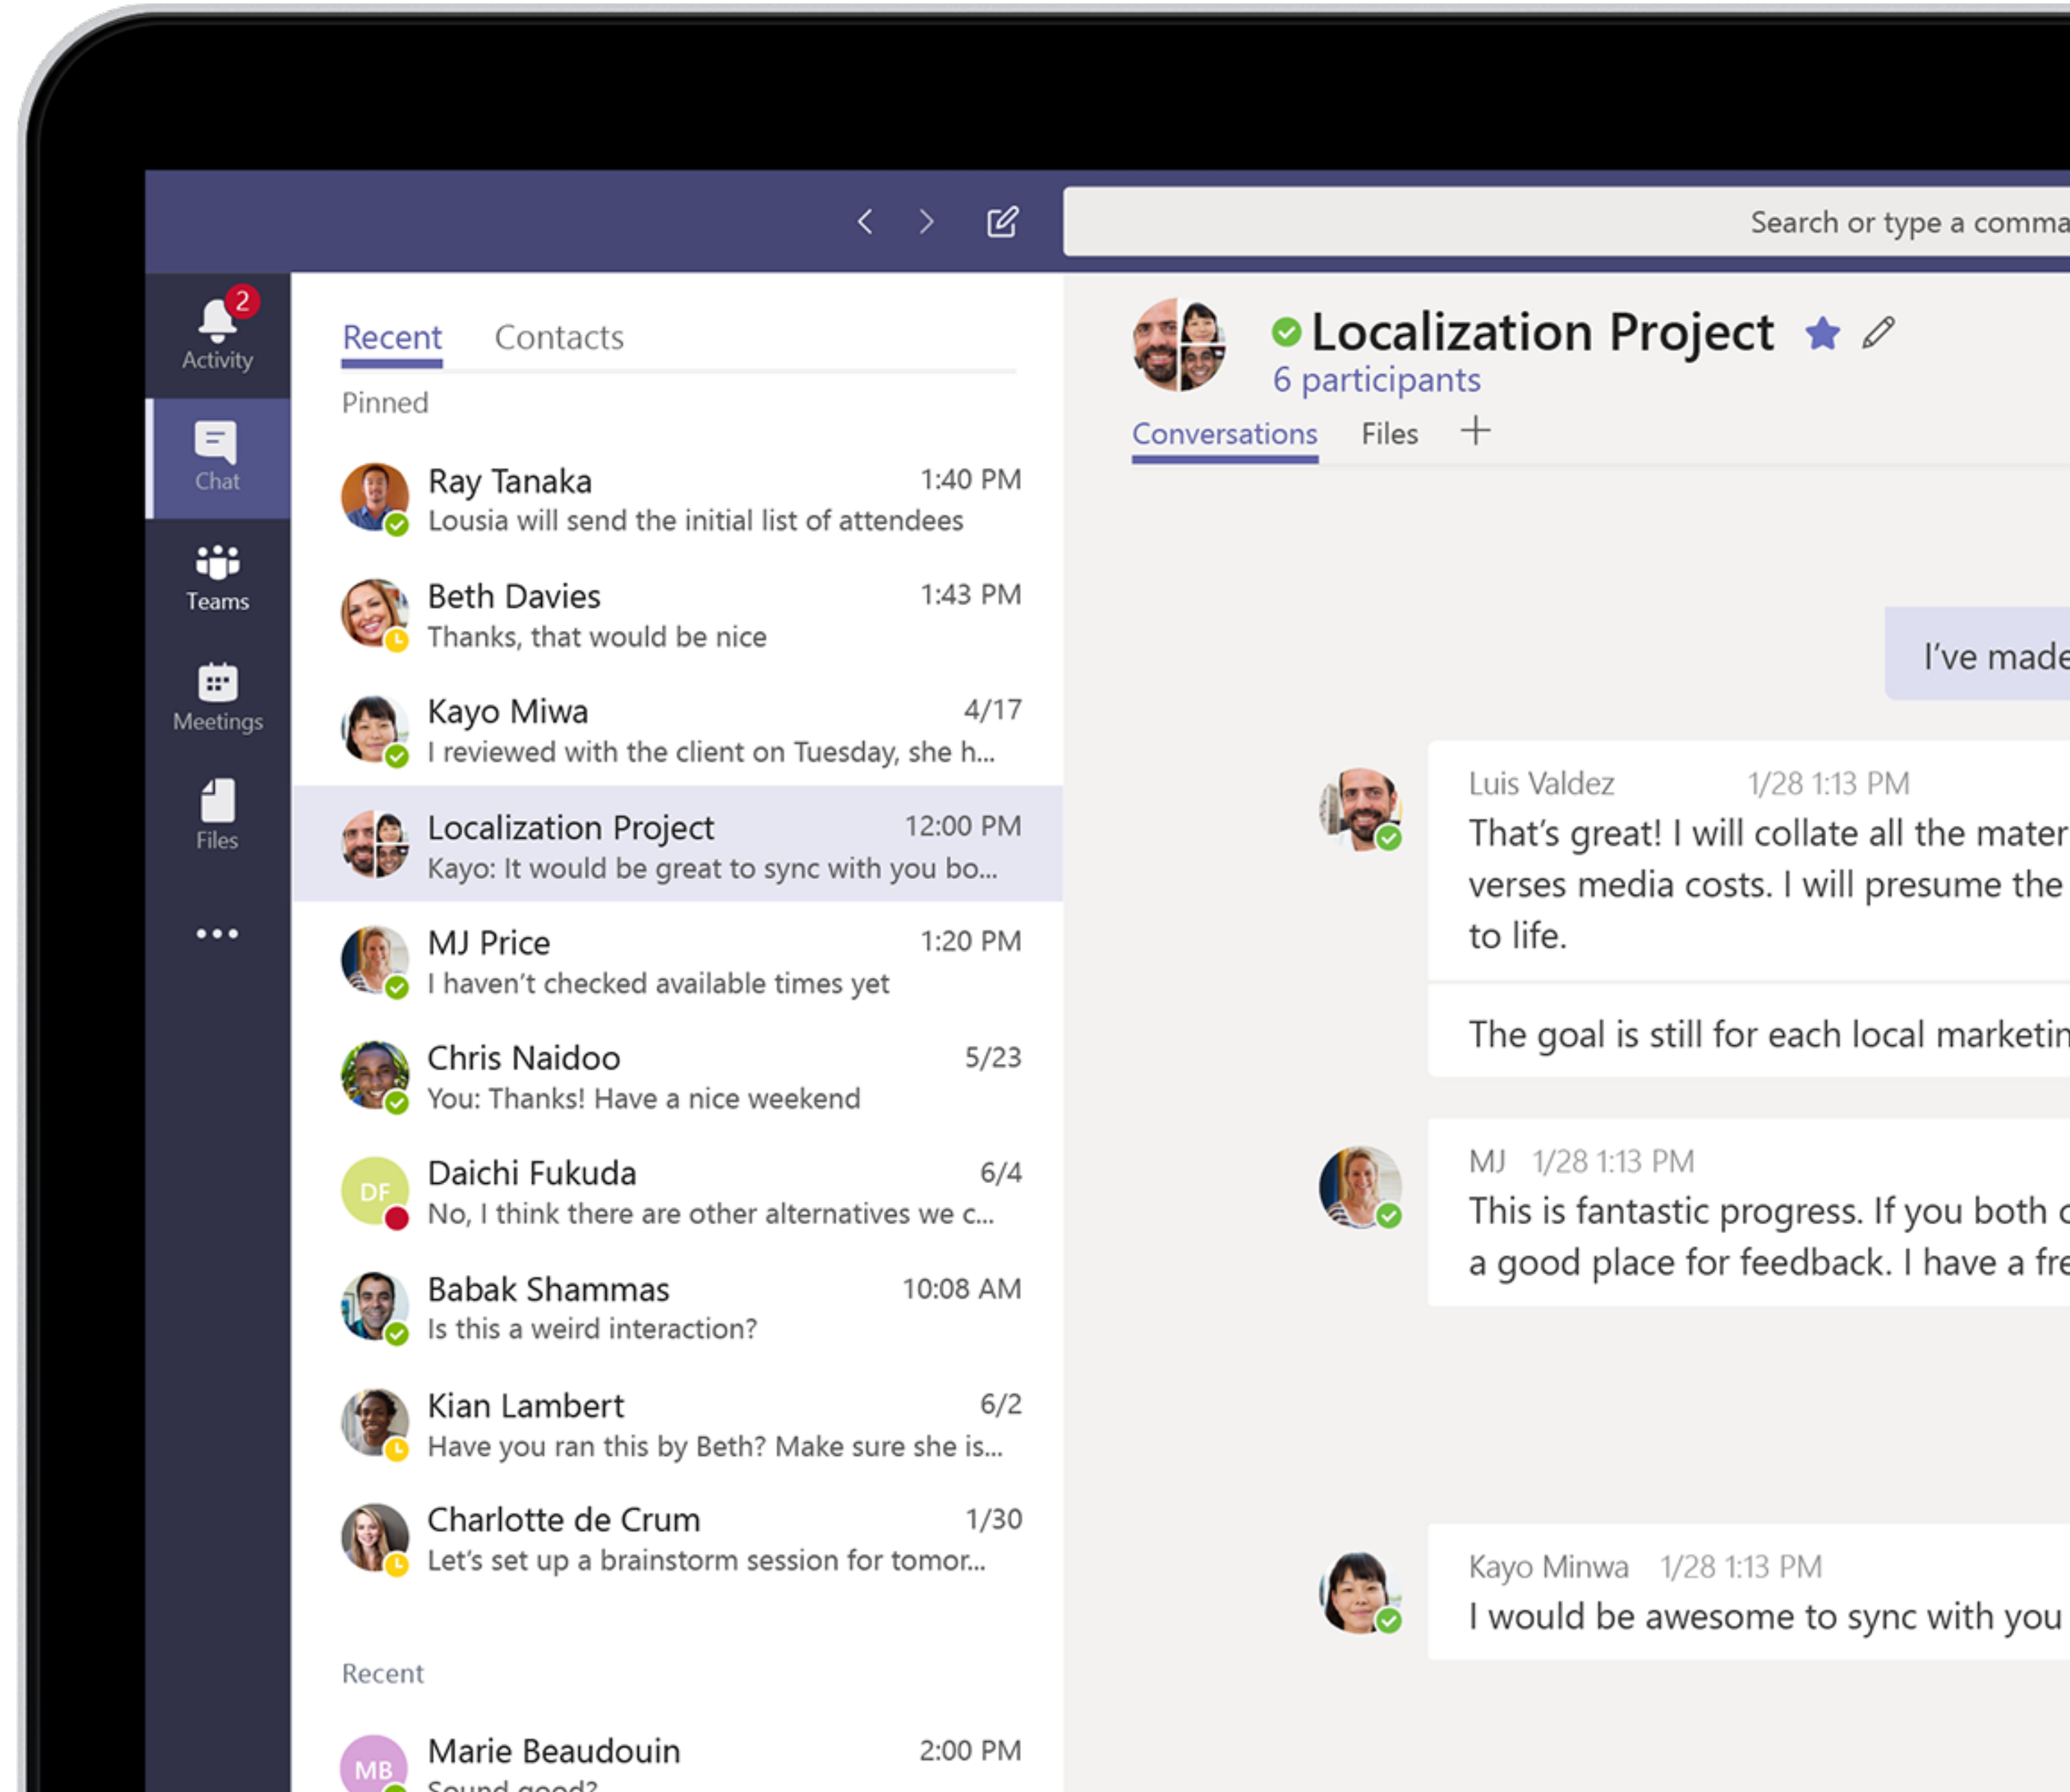 Search or type a comma
2
Activity
Chat
Teams
Meetings
Files
Recent Contacts
Pinned
Ray Tanaka 1:40 PM
Lousia will send the initial list of attendees
Beth Davies 1:43 PM
Thanks, that would be nice
Kayo Miwa 4/17
I reviewed with the client on Tuesday, she h...
Localization Project 12:00 PM
Kayo: It would be great to sync with you bo...
MJ Price 1:20 PM
I haven’t checked available times yet
Chris Naidoo 5/23
You: Thanks! Have a nice weekend
DF
Daichi Fukuda 6/4
No, I think there are other alternatives we c...
Babak Shammas 10:08 AM
Is this a weird interaction?
Kian Lambert 6/2
Have you ran this by Beth? Make sure she is...
Charlotte de Crum 1/30
Let’s set up a brainstorm session for tomor...
Recent
MB
Marie Beaudouin 2:00 PM
Sound good?
Localization Project
6 participants
Conversations Files
I’ve made
Luis Valdez 1/28 1:13 PM
That’s great! I will collate all the mater
verses media costs. I will presume the
to life.
The goal is still for each local marketin
MJ 1/28 1:13 PM
This is fantastic progress. If you both
a good place for feedback. I have a fre
Kayo Minwa 1/28 1:13 PM
I would be awesome to sync with you